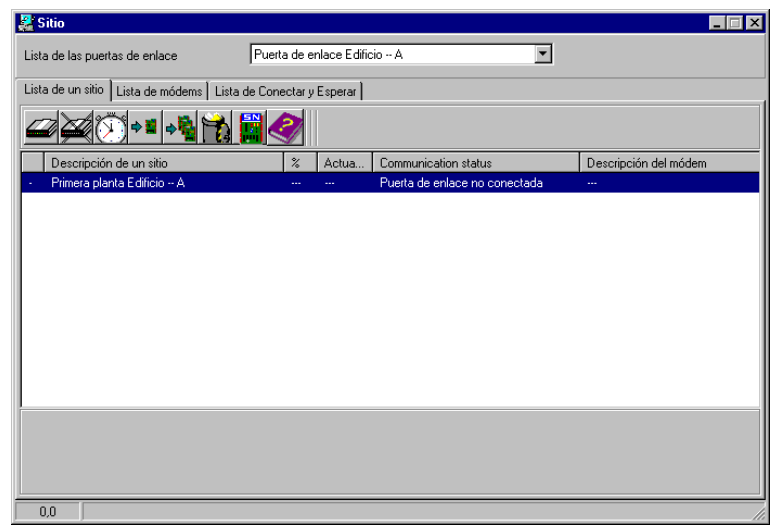 Sitio
Lista de las puertas de enlace Puerta de enlace Edificio -- A
Lista de un sitio Lista de módems Lista de Conectar y Esperar
SN
?
Descripción de un sitio % Actua... Communication status Descripción del módem
- Primera planta Edificio -- A --- --- Puerta de enlace no conectada ---
0,0